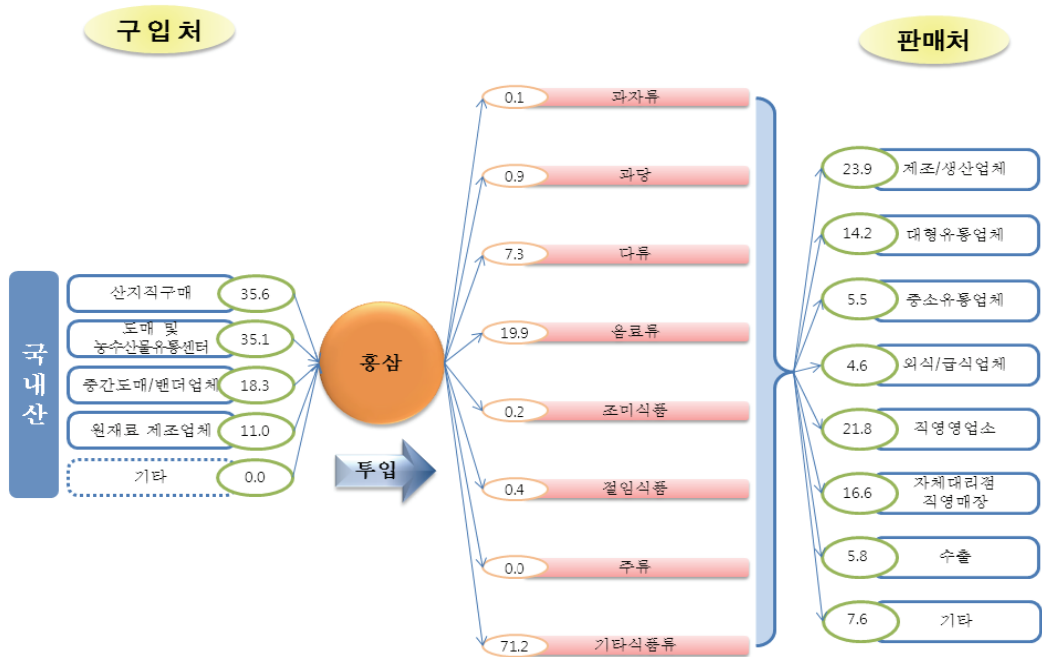 구입처
판매처
국내산
산지직구매
35.6
도매 및
농수산물유통센터
35.1
중간도매/밴더업체
18.3
원재료 제조업체
11.0
기타
0.0
홍삼
투입
0.1
과자류
0.9
과당
7.3
다류
19.9
음료류
0.2
조미식품
0.4
절임식품
0.0
주류
71.2
기타식품류
23.9
제조/생산업체
14.2
대형유통업체
5.5
중소유통업체
4.6
외식/급식업체
21.8
직영영업소
16.6
자체대리점
직영매장
5.8
수출
7.6
기타